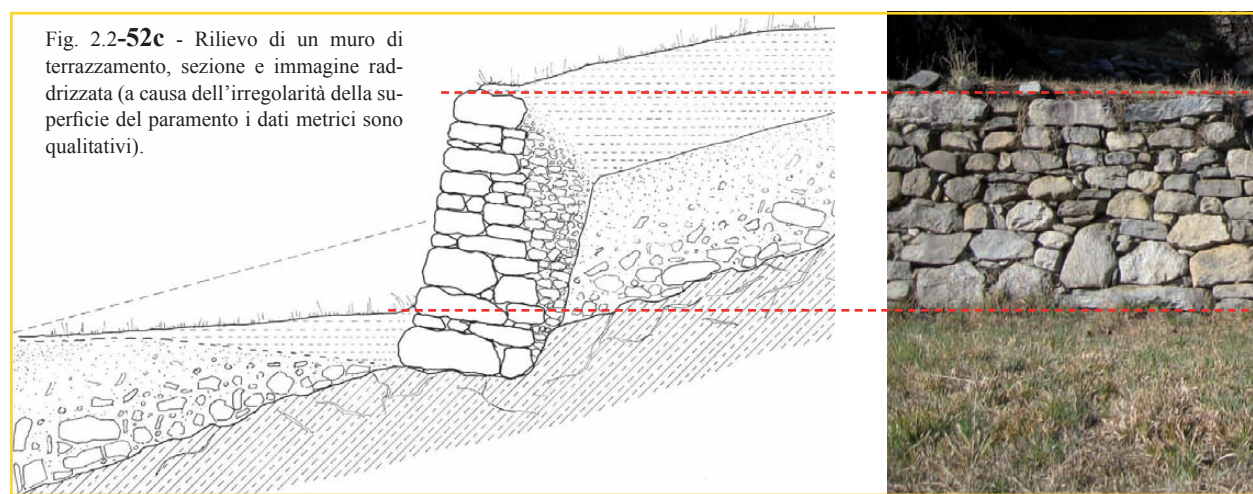 Fig. 2.2-52c - Rilievo di un muro di
terrazzamento, sezione e immagine rad-
drizzata (a causa dell'irregolarità della su-
perficie del paramento i dati metrici sono
qualitativi).